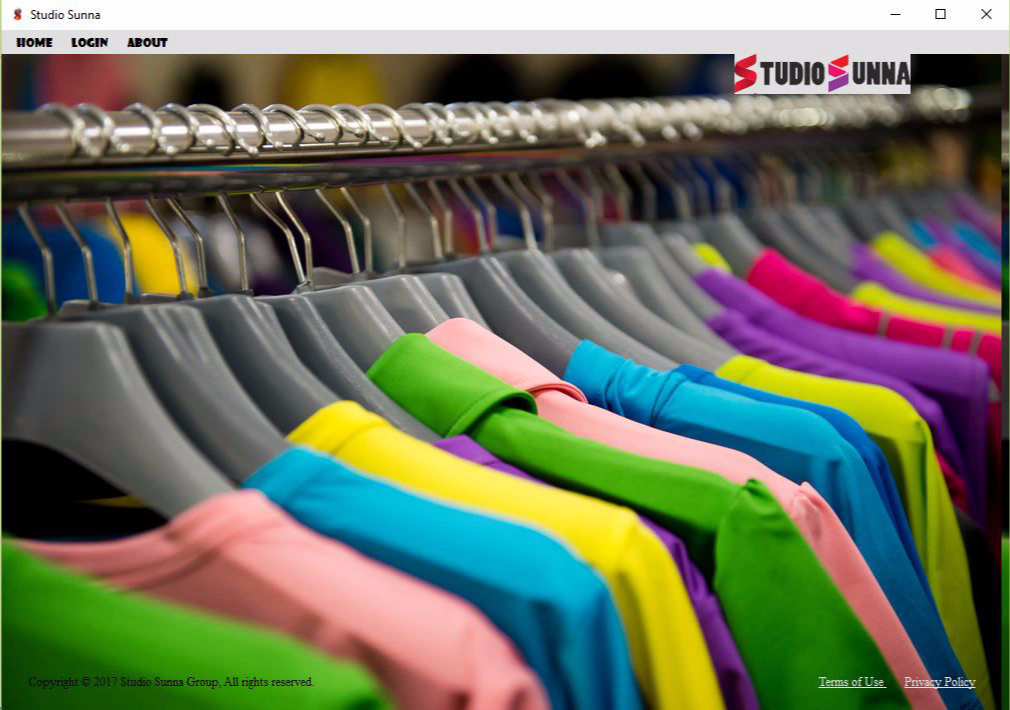 Studio Sunna
HOME LOGIN ABOUT
STUDIO SUNNA
Copyright © 2017 Studio Sunna Group, All rights reserved.
Terms of Use Privacy Policy